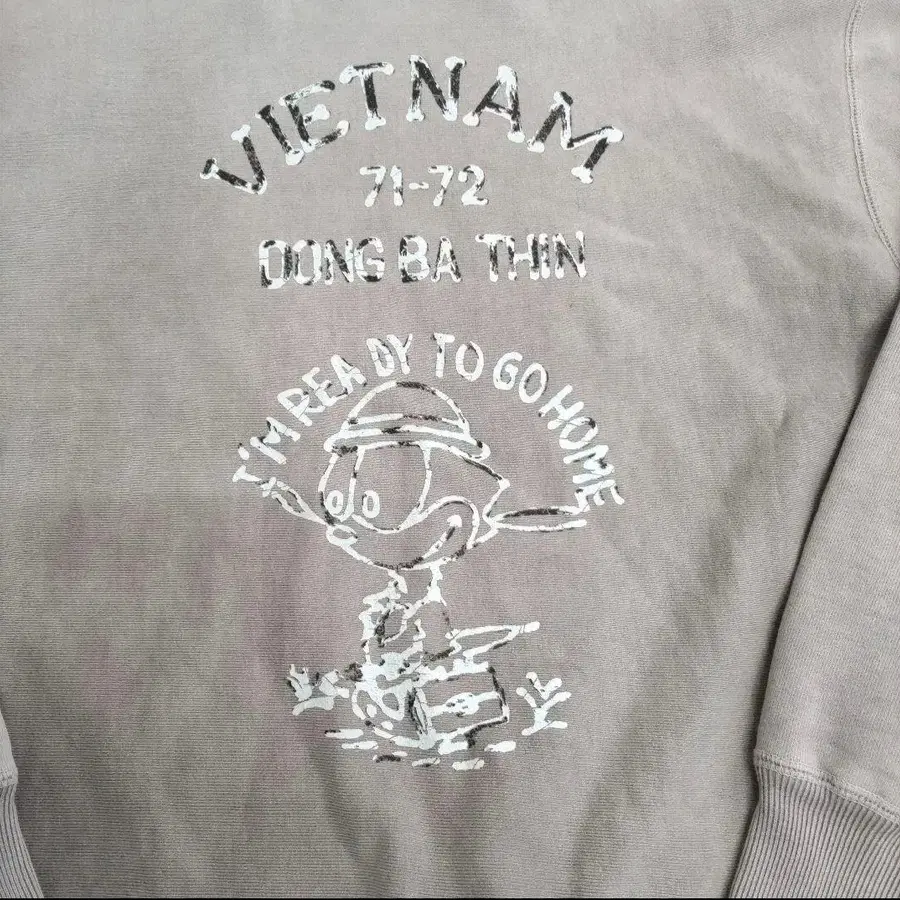 VIETNAM
71-72
DONG BA THIN
I'M READY TO GO HOME